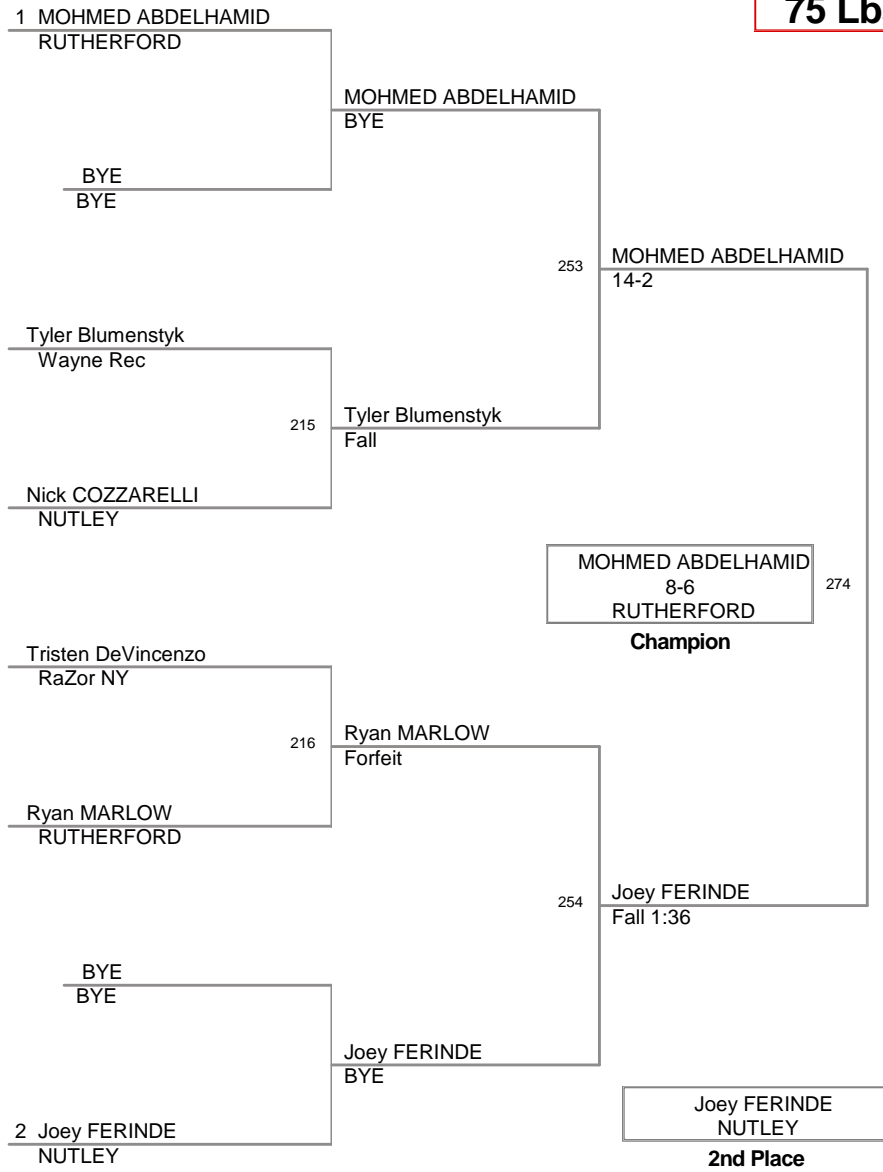 75 Lb
1 MOHMED ABDELHAMID
RUTHERFORD
MOHMED ABDELHAMID
BYE
BYE
BYE
253
MOHMED ABDELHAMID
14-2
Tyler Blumenstyk
Wayne Rec
215
Tyler Blumenstyk
Fall
Nick COZZARELLI
NUTLEY
MOHMED ABDELHAMID
8-6
RUTHERFORD
274
Champion
Tristen DeVincenzo
RaZor NY
216
Ryan MARLOW
Forfeit
Ryan MARLOW
RUTHERFORD
254
Joey FERINDE
Fall 1:36
BYE
BYE
Joey FERINDE
BYE
2 Joey FERINDE
NUTLEY
Joey FERINDE
NUTLEY
2nd Place